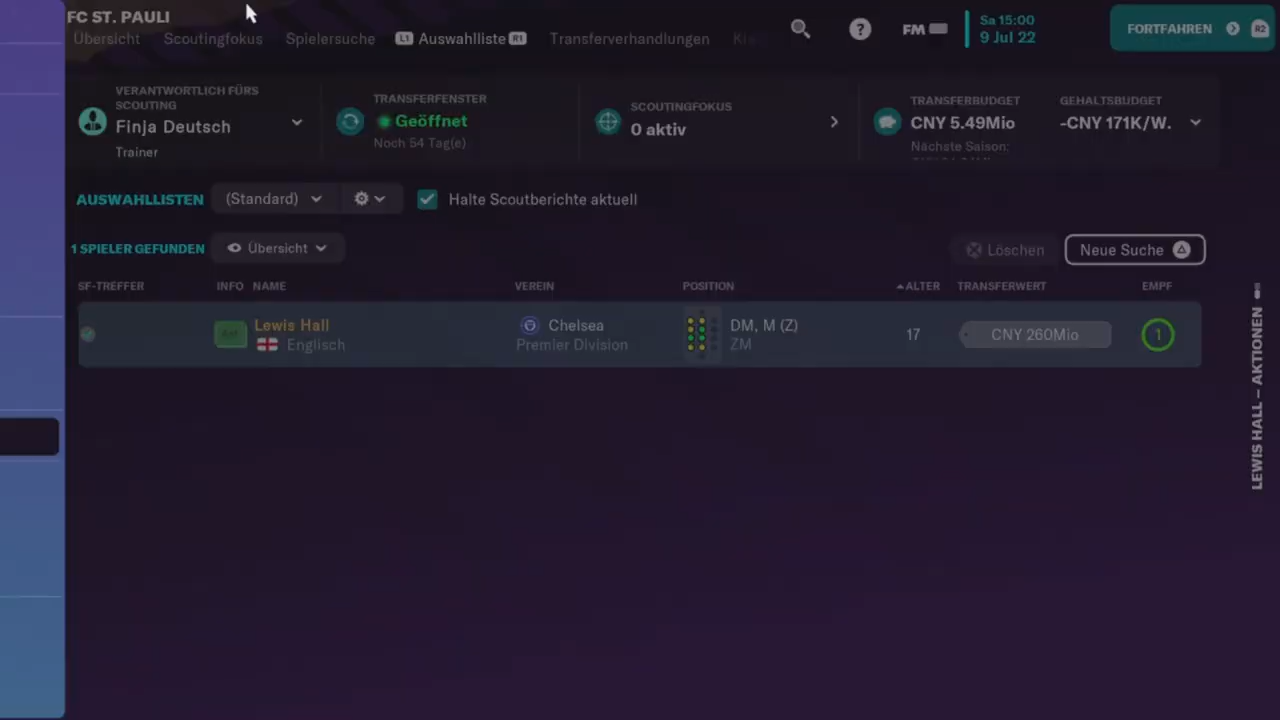 FC ST. PAULI
Übersicht Scoutingfokus Spielersuche L1 Auswahlliste R1 Transferverhandlungen
? FM Sa 15:00
9 Jul 22
FORTFAHREN R2
VERANTWORTLICH FÜRS
SCOUTING
Finja Deutsch
Trainer
TRANSFERFENSTER
Geöffnet
Noch 54 Tag(e)
SCOUTINGFOKUS
0 aktiv
TRANSFERBUDGET
CNY 5.49Mio
Nächste Saison:
GEHALTSBUDGET
-CNY 171K/W.
AUSWAHLLISTEN (Standard) Halte Scoutberichte aktuell
1 SPIELER GEFUNDEN Übersicht Löschen Neue Suche
SF-TREFFER INFO NAME VEREIN POSITION ALTER TRANSFERWERT EMPF
Lewis Hall Chelsea DM, M (Z) 17 CNY 260Mio 1
Englisch Premier Division ZM
LEWIS HALL – AKTIONEN